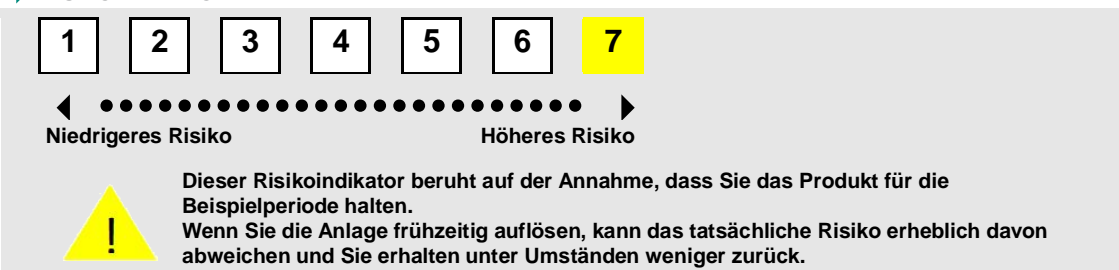 1 2 3 4 5 6 7
Niedrigeres Risiko Höheres Risiko
Dieser Risikoindikator beruht auf der Annahme, dass Sie das Produkt für die
Beispielperiode halten.
! Wenn Sie die Anlage frühzeitig auflösen, kann das tatsächliche Risiko erheblich davon
abweichen und Sie erhalten unter Umständen weniger zurück.